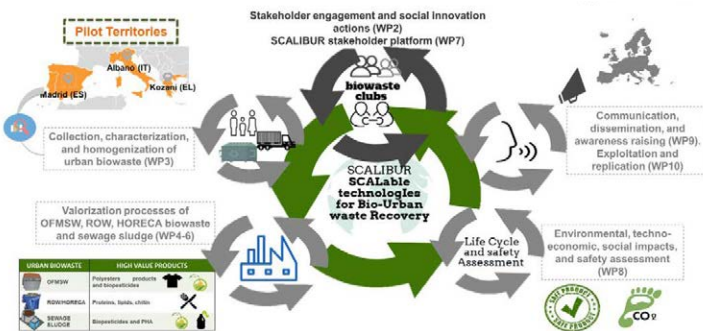 Stakeholder engagement and social innovation
actions (WP2)
SCALIBUR stakeholder platform (WP7)
Pilot Territories
Albano (IT)
Madrid (ES)
Kozani (EL)
biowaste
clubs
Collection, characterization,
and homogenization of
urban biowaste (WP3)
Communication,
dissemination, and
awareness raising (WP9).
Exploitation and
replication (WP10)
SCALIBUR
SCALable
technologies
for Bio-Urban
waste Recovery
Valorization processes of
OFMSW, ROW, HORECA biowaste
and sewage sludge (WP4-6)
Life Cycle
and safety
Assessment
Environmental, techno-
economic, social impacts,
and safety assessment
(WP8)
URBAN BIOWASTE HIGH VALUE PRODUCTS
OFMSW Polyesters products
and biopesticides
ROW/HORECA Proteins, lipids, chitin
SEWAGE
SLUDGE Biopesticides and PHA
SAFE PRODUCT
SAFE PRODUCT
CO₂